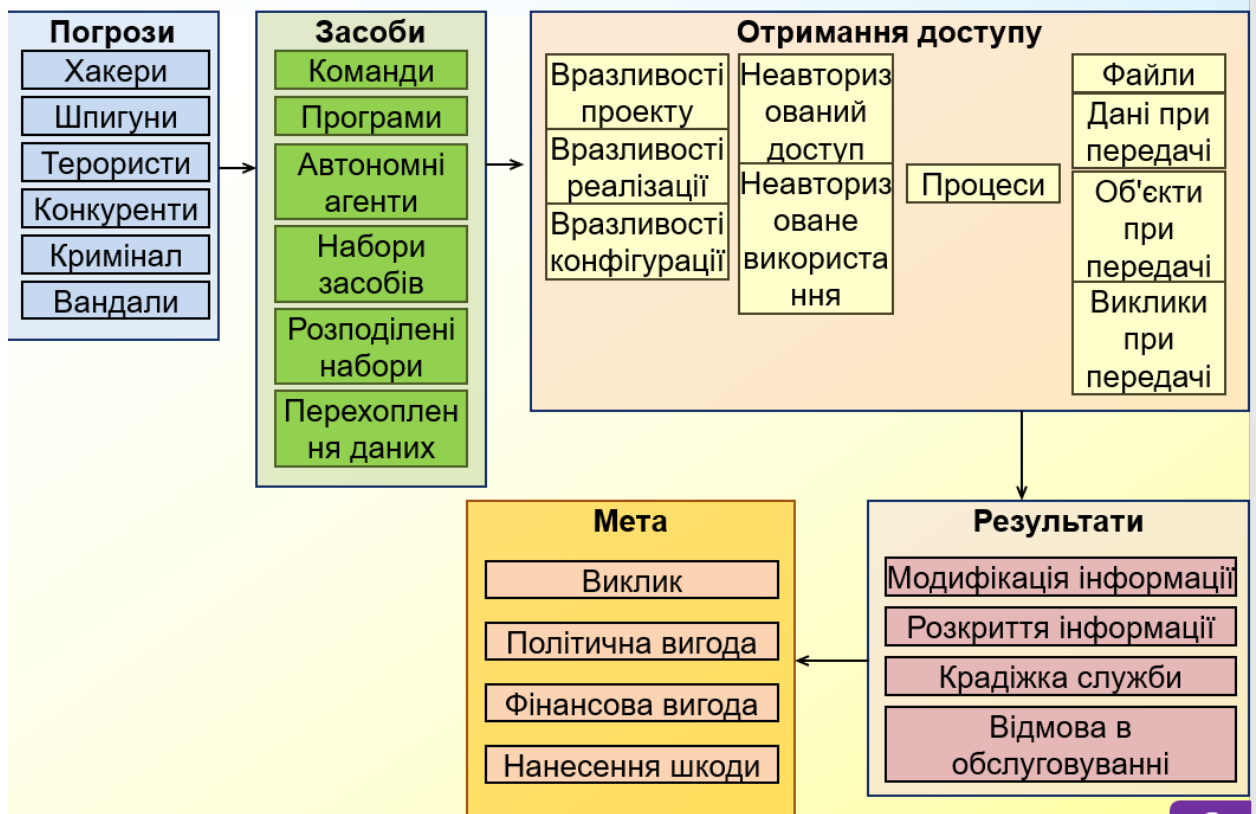 Погрози
Хакери
Шпигуни
Терористи
Конкуренти
Кримінал
Вандали
Засоби
Команди
Програми
Автономні
агенти
Набори
засобів
Розподілені
набори
Перехоплен
ня даних
Отримання доступу
Вразливості
проекту
Вразливості
реалізації
Вразливості
конфігурації
Неавториз
ований
доступ
Неавториз
оване
використа
ння
Процеси
Файли
Дані при
передачі
Об'єкти
при
передачі
Виклики
при
передачі
Мета
Виклик
Політична вигода
Фінансова вигода
Нанесення шкоди
Результати
Модифікація інформації
Розкриття інформації
Крадіжка служби
Відмова в
обслуговуванні